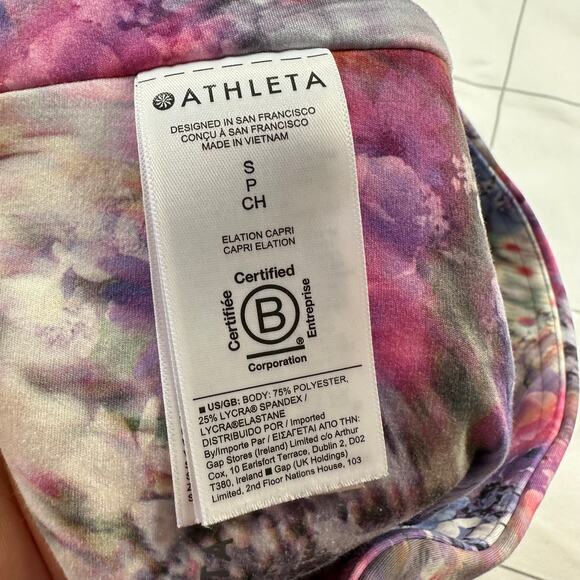 ATHLETA
DESIGNED IN SAN FRANCISCO
CONÇU À SAN FRANCISCO
MADE IN VIETNAM
S
P
CH
ELATION CAPRI
CAPRI ELATION
Certified
Certifiée
B
Entreprise
®
Corporation
■ US/GB: BODY: 75% POLYESTER,
25% LYCRA® SPANDEX /
LYCRA®ELASTANE
DISTRIBUIDO POR / Imported
By/Importe Par / ΕΙΣΑΓΕΤΑΙ ΑΠΟ ΤΗΝ:
Gap Stores (Ireland) Limited c/o Arthur
Cox, 10 Earlsfort Terrace, Dublin 2, D02
T380, Ireland ■ Gap (UK Holdings)
Limited, 2nd Floor Nations House, 103